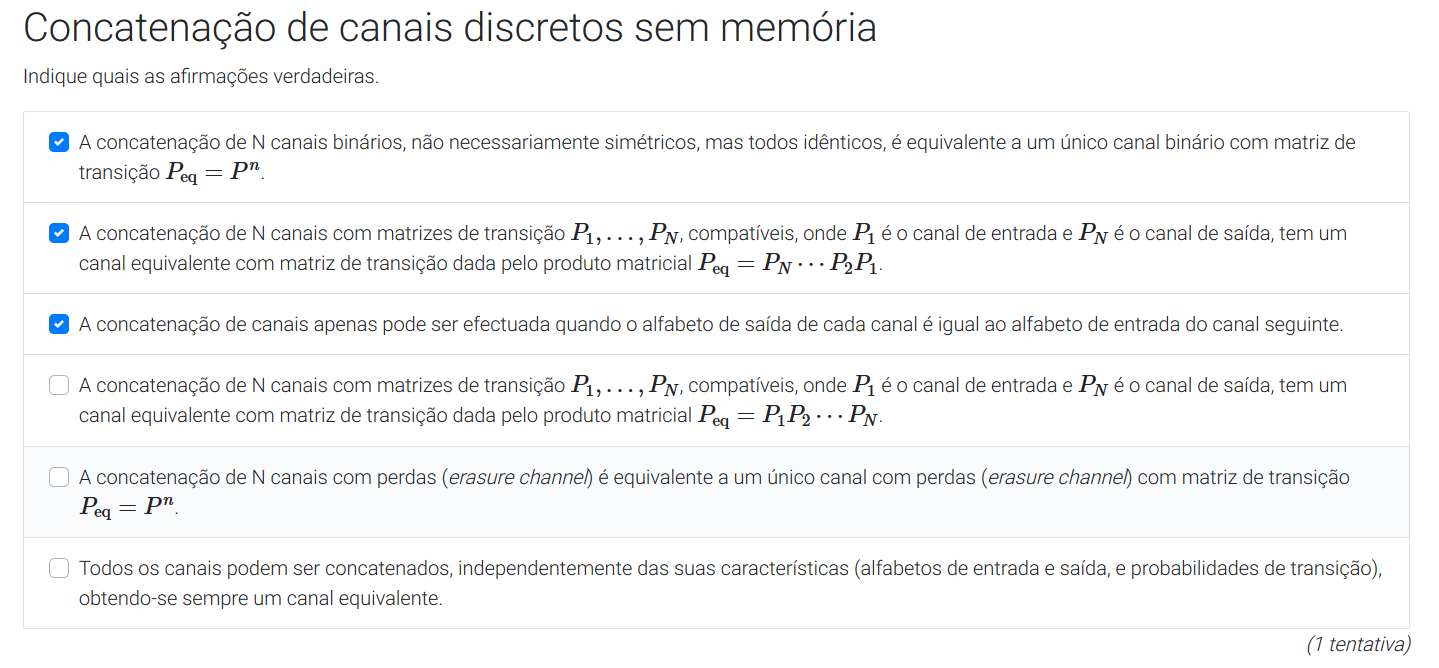 Concatenação de canais discretos sem memória
Indique quais as afirmações verdadeiras.
A concatenação de N canais binários, não necessariamente simétricos, mas todos idênticos, é equivalente a um único canal binário com matriz de
transição $P_{\text{eq}} = P^n$.
A concatenação de N canais com matrizes de transição $P_1, \ldots, P_N$, compatíveis, onde $P_1$ é o canal de entrada e $P_N$ é o canal de saída, tem um
canal equivalente com matriz de transição dada pelo produto matricial $P_{\text{eq}} = P_N \cdots P_2 P_1$.
A concatenação de canais apenas pode ser efectuada quando o alfabeto de saída de cada canal é igual ao alfabeto de entrada do canal seguinte.
A concatenação de N canais com matrizes de transição $P_1, \ldots, P_N$, compatíveis, onde $P_1$ é o canal de entrada e $P_N$ é o canal de saída, tem um
canal equivalente com matriz de transição dada pelo produto matricial $P_{\text{eq}} = P_1 P_2 \cdots P_N$.
A concatenação de N canais com perdas (erasure channel) é equivalente a um único canal com perdas (erasure channel) com matriz de transição
$P_{\text{eq}} = P^n$.
Todos os canais podem ser concatenados, independentemente das suas características (alfabetos de entrada e saída, e probabilidades de transição),
obtendo-se sempre um canal equivalente.
(1 tentativa)